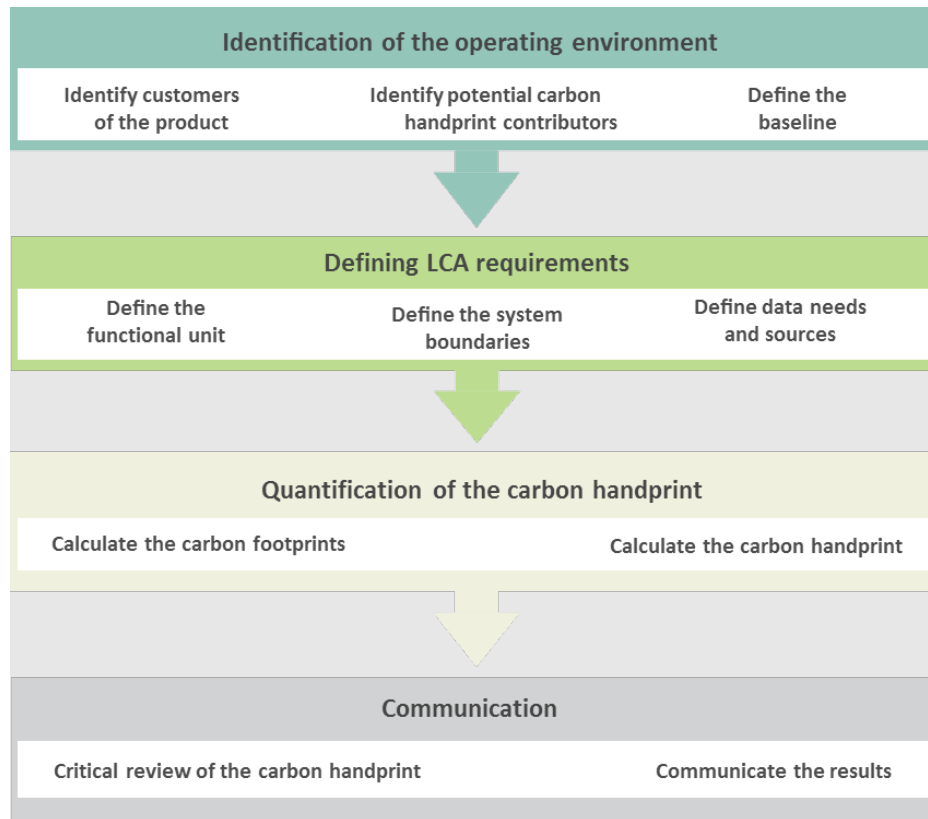 Identification of the operating environment
Identify customers
of the product
Identify potential carbon
handprint contributors
Define the
baseline
Defining LCA requirements
Define the
functional unit
Define the system
boundaries
Define data needs
and sources
Quantification of the carbon handprint
Calculate the carbon footprints
Calculate the carbon handprint
Communication
Critical review of the carbon handprint
Communicate the results